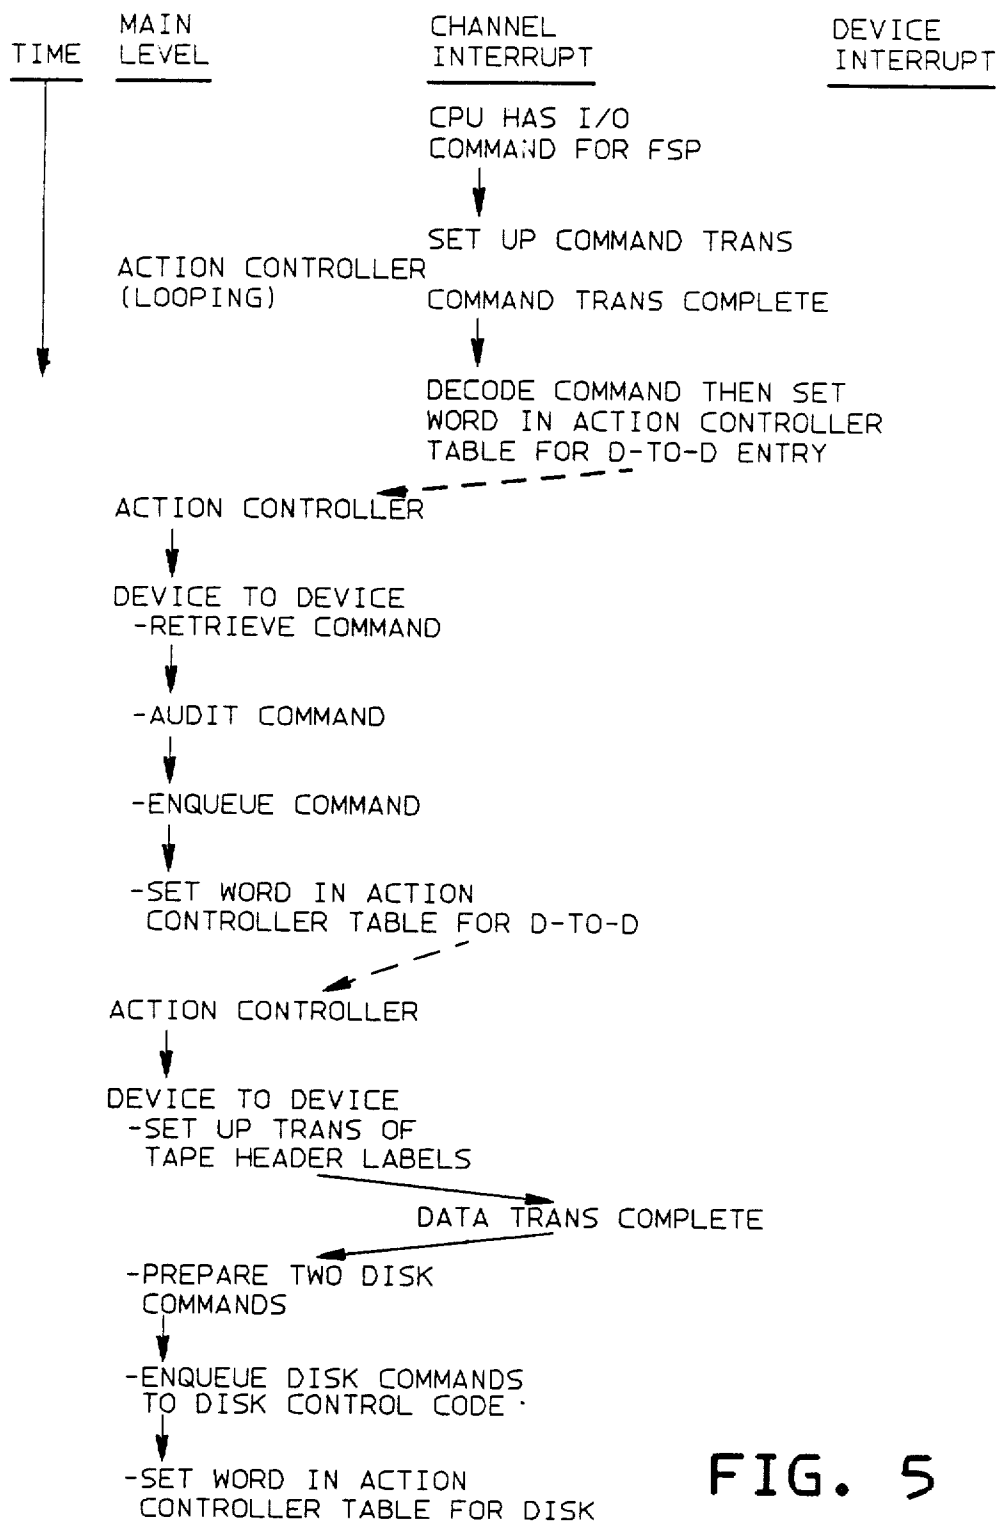 TIME
MAIN
LEVEL
CHANNEL
INTERRUPT
DEVICE
INTERRUPT
CPU HAS I/O
COMMAND FOR FSP
SET UP COMMAND TRANS
ACTION CONTROLLER
(LOOPING)
COMMAND TRANS COMPLETE
DECODE COMMAND THEN SET
WORD IN ACTION CONTROLLER
TABLE FOR D-TO-D ENTRY
ACTION CONTROLLER
DEVICE TO DEVICE
-RETRIEVE COMMAND
-AUDIT COMMAND
-ENQUEUE COMMAND
-SET WORD IN ACTION
CONTROLLER TABLE FOR D-TO-D
ACTION CONTROLLER
DEVICE TO DEVICE
-SET UP TRANS OF
TAPE HEADER LABELS
DATA TRANS COMPLETE
-PREPARE TWO DISK
COMMANDS
-ENQUEUE DISK COMMANDS
TO DISK CONTROL CODE
-SET WORD IN ACTION
CONTROLLER TABLE FOR DISK
FIG. 5